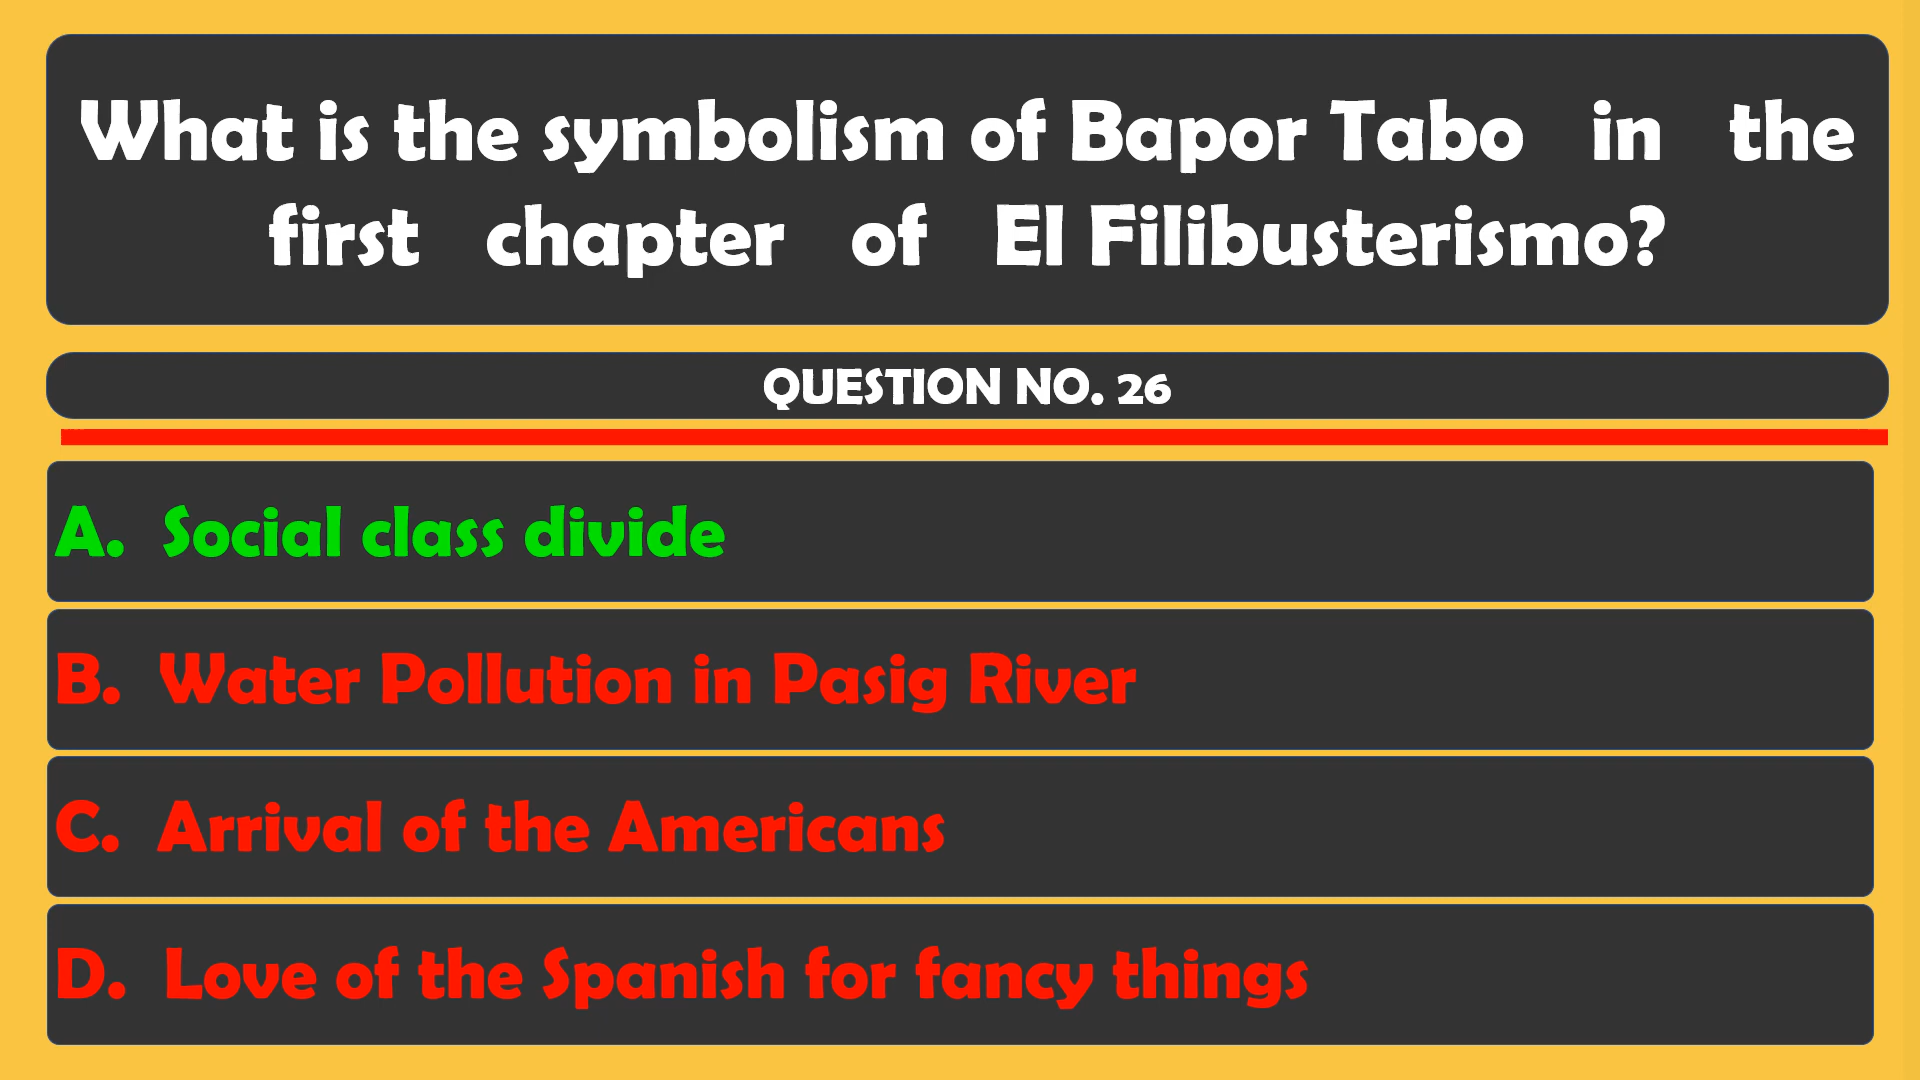 What is the symbolism of Bapor Tabo in the
first chapter of El Filibusterismo?
QUESTION NO. 26
A. Social class divide
B. Water Pollution in Pasig River
C. Arrival of the Americans
D. Love of the Spanish for fancy things